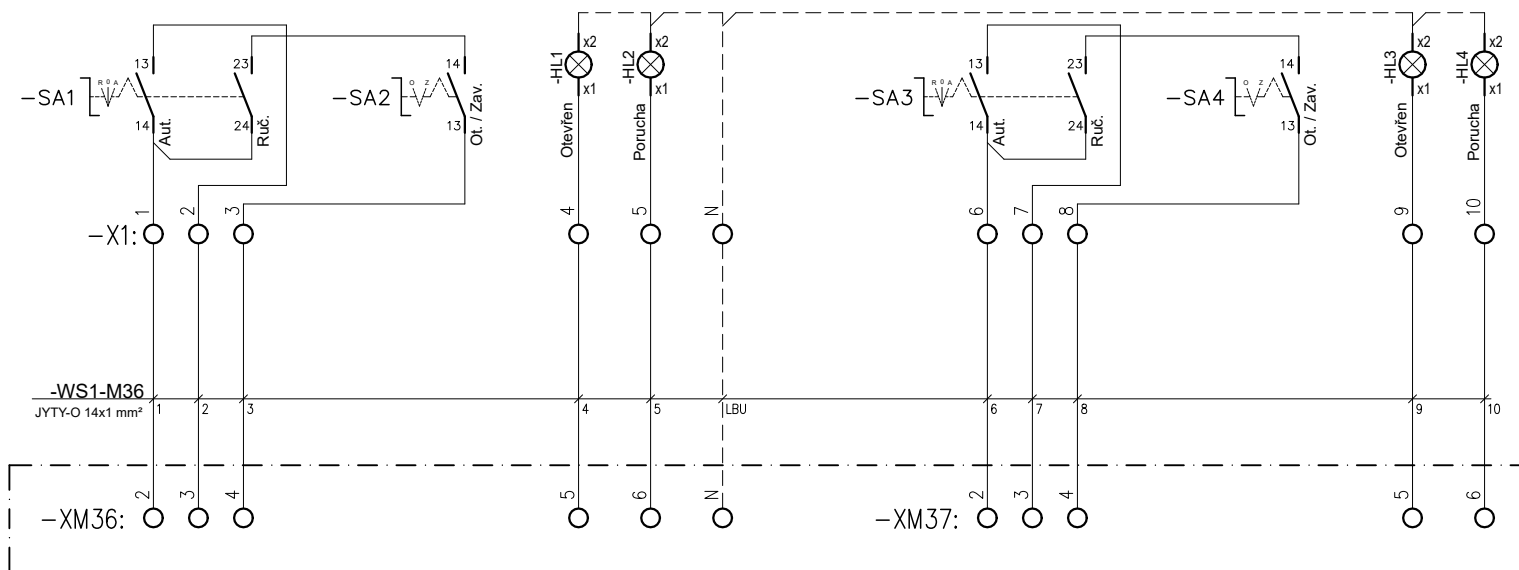 x2 x2 x2 x2
13 23 14 -HL1 -HL2 13 23 14 -HL3 -HL4
R 0 A O Z R 0 A O Z
x1 x1 x1 x1
-SA1 -SA2 -SA3 -SA4
14 Aut. 24 Ruč. 13 Ot. / Zav. Otevřen Porucha 14 Aut. 24 Ruč. 13 Ot. / Zav. Otevřen Porucha
1 2 3 4 5 N 6 7 8 9 10
-X1:
-WS1-M36
JYTY-O 14x1 mm² 1 2 3 4 5 LBU 6 7 8 9 10
2 3 4 5 6 N 2 3 4 5 6
-XM36: -XM37: